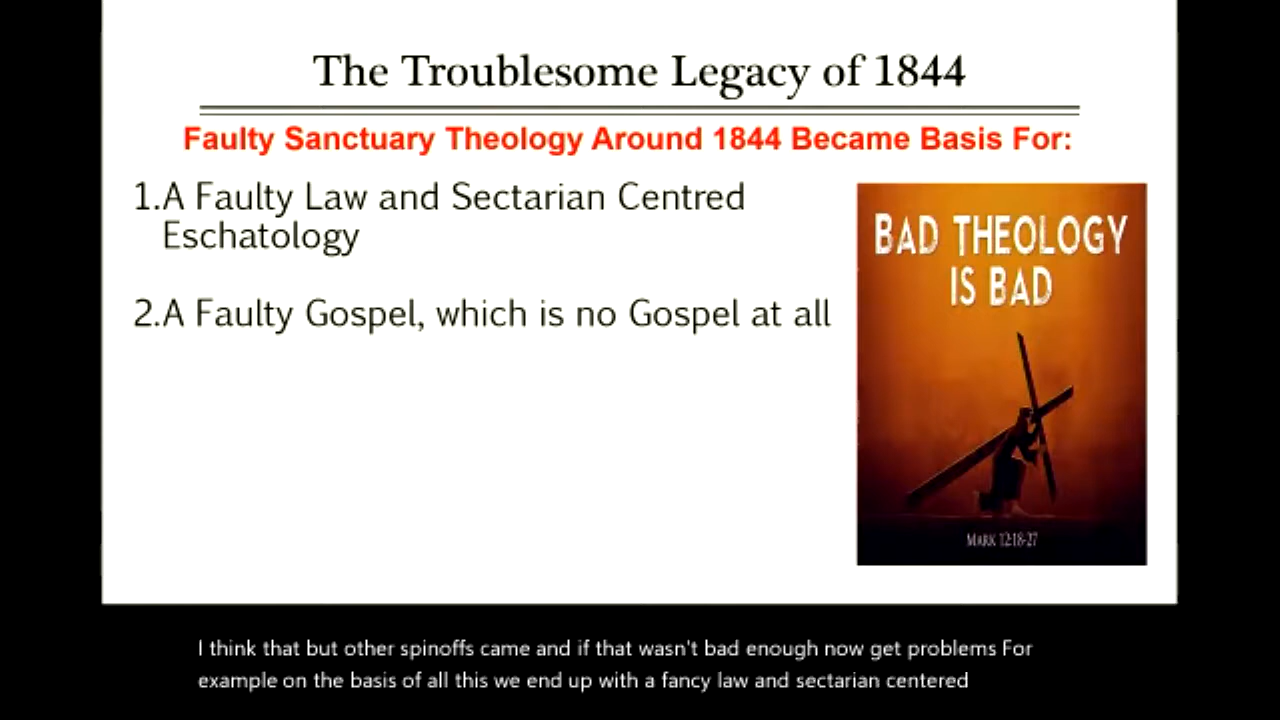 The Troublesome Legacy of 1844
Faulty Sanctuary Theology Around 1844 Became Basis For:
1.A Faulty Law and Sectarian Centred
Eschatology
2.A Faulty Gospel, which is no Gospel at all
BAD THEOLOGY
IS BAD
MARK 12:18-27
I think that but other spinoffs came and if that wasn't bad enough now get problems For
example on the basis of all this we end up with a fancy law and sectarian centered